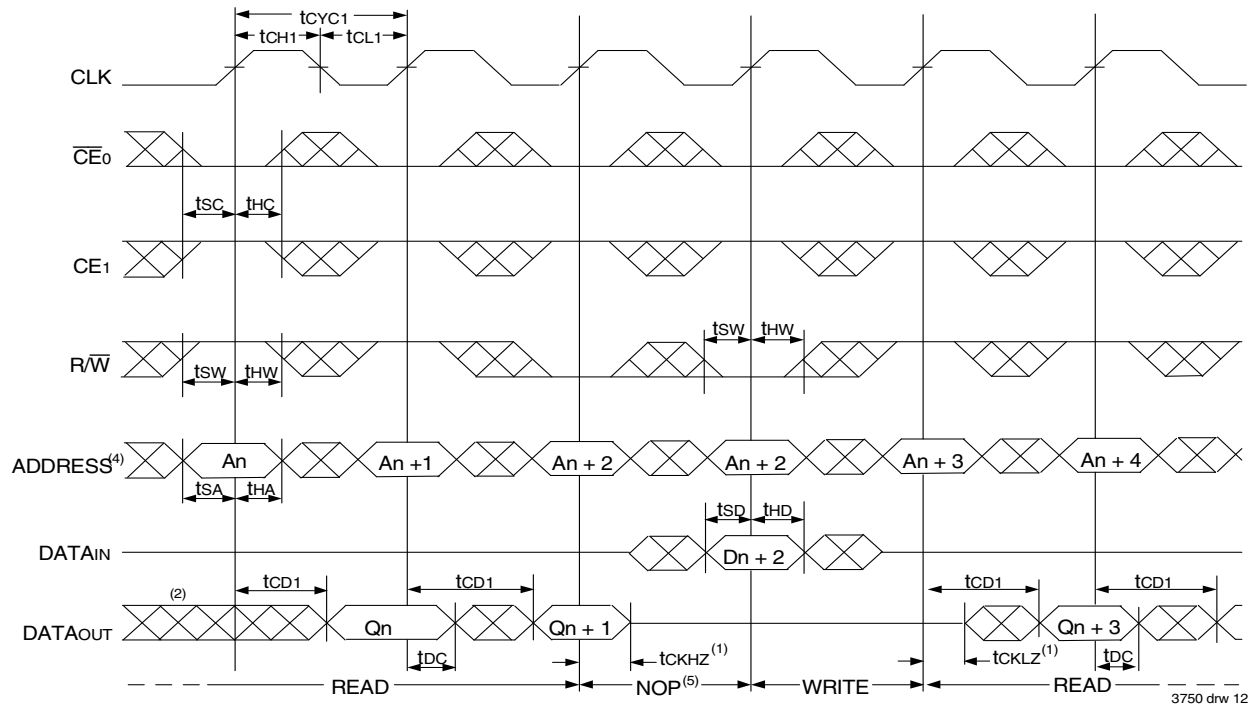 tCYC1
tCH1 tCL1
CLK
CE0
tSC tHC
CE1
tSW tHW
R/W
tSW tHW
ADDRESS(4) An An +1 An + 2 An + 2 An + 3 An + 4
tSA tHA
tSD tHD
DATAIN Dn + 2
tCD1 tCD1 tCD1 tCD1
(2)
DATAOUT Qn Qn + 1 Qn + 3
tDC tCKHZ(1) tCKLZ(1) tDC
READ NOP(5) WRITE READ
3750 drw 12